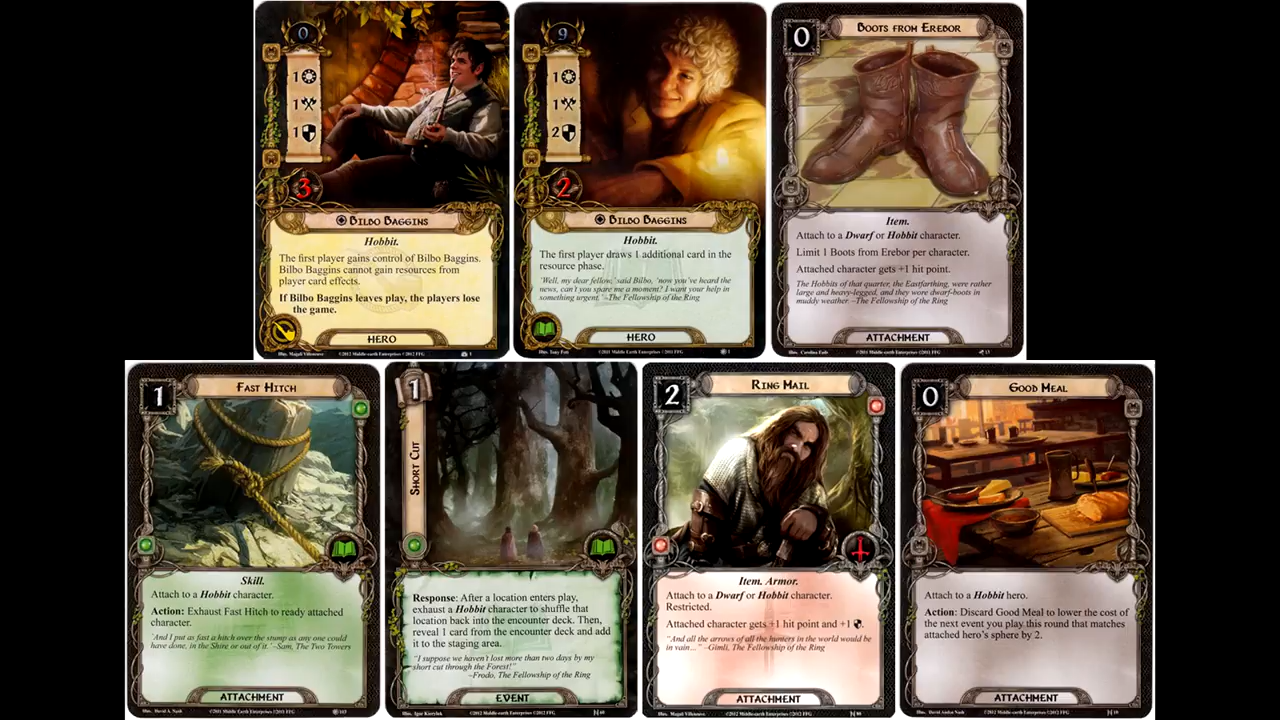 0
1
1
1
3
BILBO BAGGINS
Hobbit.
The first player gains control of Bilbo Baggins.
Bilbo Baggins cannot gain resources from
player card effects.
If Bilbo Baggins leaves play, the players lose
the game.
HERO
9
1
1
2
2
BILBO BAGGINS
Hobbit.
The first player draws 1 additional card in the
resource phase.
'Well, my dear fellow,' said Bilbo, 'now you've heard the
news, can't you spare me a moment? I want your help in
something urgent.' –The Fellowship of the Ring
HERO
0
BOOTS FROM EREBOR
Item.
Attach to a Dwarf or Hobbit character.
Limit 1 Boots from Erebor per character.
Attached character gets +1 hit point.
The Hobbits of that quarter, the Eastfarthing, were rather
large and heavy-legged, and they wore dwarf-boots in
muddy weather. –The Fellowship of the Ring
ATTACHMENT
1
FAST HITCH
Skill.
Attach to a Hobbit character.
Action: Exhaust Fast Hitch to ready attached
character.
'And I put as fast a hitch over the stump as any one could
have done, in the Shire or out of it.' –Sam, The Two Towers
ATTACHMENT
1
SHORT CUT
Response: After a location enters play,
exhaust a Hobbit character to shuffle that
location back into the encounter deck. Then,
reveal 1 card from the encounter deck and add
it to the staging area.
"I suppose we haven't lost more than two days by my
short cut through the Forest!"
–Frodo, The Fellowship of the Ring
EVENT
2
RING MAIL
Item. Armor.
Attach to a Dwarf or Hobbit character.
Restricted.
Attached character gets +1 hit point and +1 .
"And all the arrows of all the hunters in the world would be
in vain..." –Gimli, The Fellowship of the Ring
ATTACHMENT
0
GOOD MEAL
Item.
Attach to a Hobbit hero.
Action: Discard Good Meal to lower the cost of
the next event you play this round that matches
attached hero's sphere by 2.
ATTACHMENT